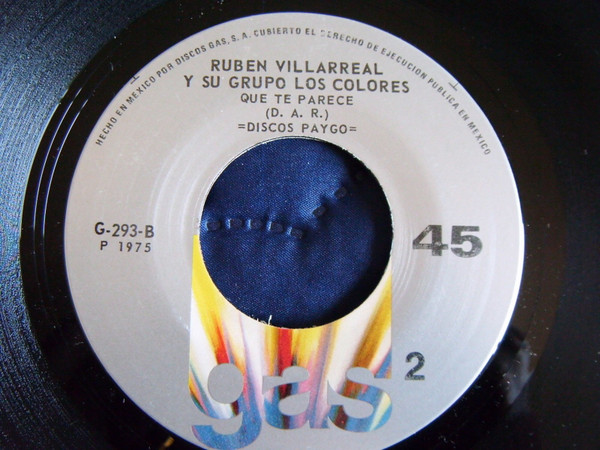 HECHO EN MEXICO POR DISCOS GAS, S.A. CUBIERTO EL DERECHO DE EJECUCION PUBLICA EN MEXICO
RUBEN VILLARREAL
Y SU GRUPO LOS COLORES
QUE TE PARECE
(D. A. R.)
=DISCOS PAYGO=
G-293-B
P 1975
45
2
gas